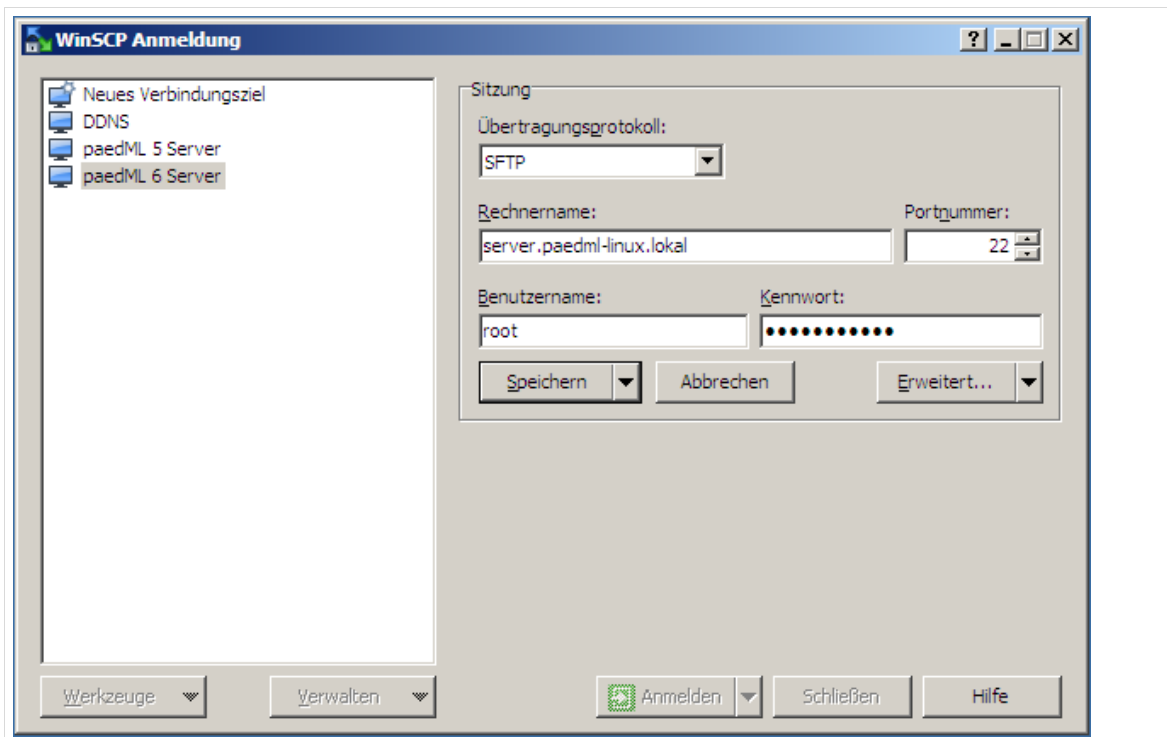 WinSCP Anmeldung
Neues Verbindungsziel
DDNS
paedML 5 Server
paedML 6 Server
Sitzung
Übertragungsprotokoll:
SFTP
Rechnername: Portnummer:
server.paedml-linux.lokal 22
Benutzername: Kennwort:
root ●●●●●●●●●●●
Speichern Abbrechen Erweitert...
Werkzeuge Verwalten Anmelden Schließen Hilfe